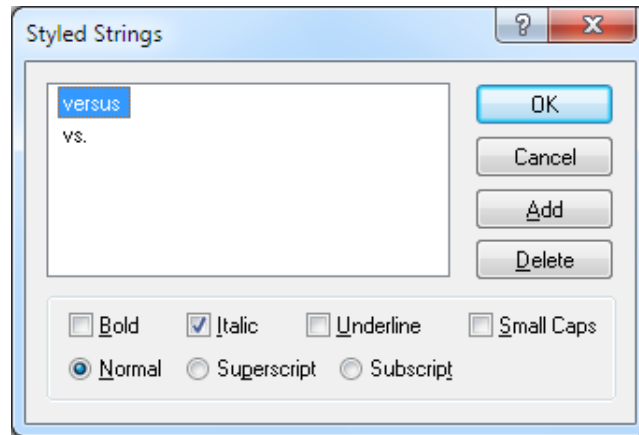 Styled Strings
?
X
versus
vs.
OK
Cancel
Add
Delete
Bold Italic Underline Small Caps
Normal Superscript Subscript